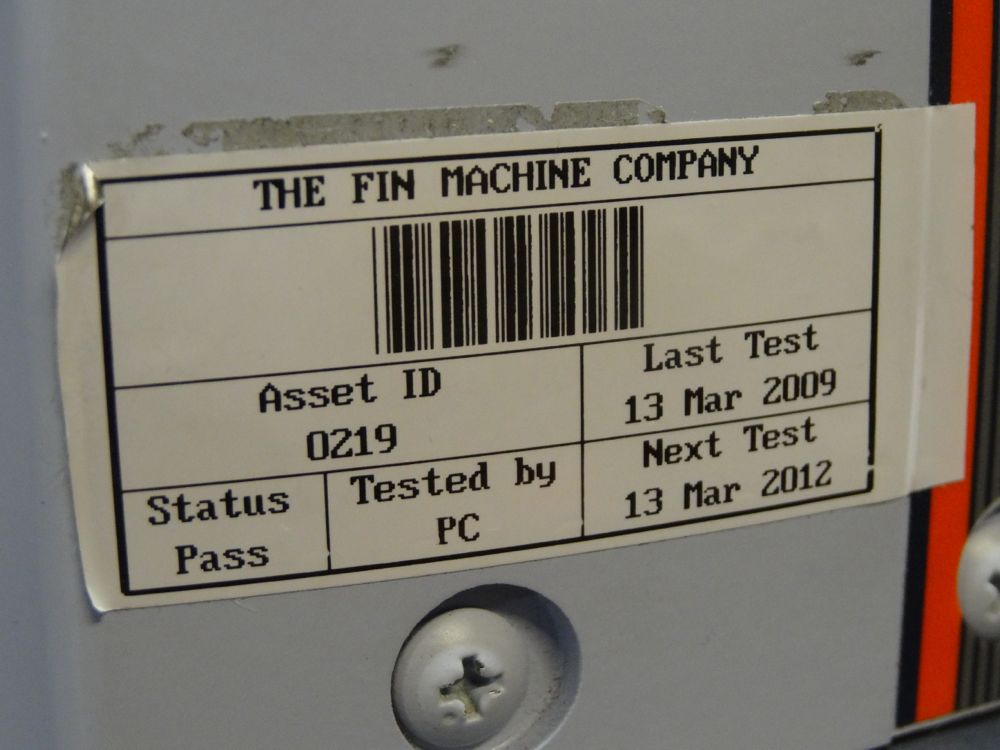 THE FIN MACHINE COMPANY
Asset ID
0219
Last Test
13 Mar 2009
Status
Pass
Tested by
PC
Next Test
13 Mar 2012